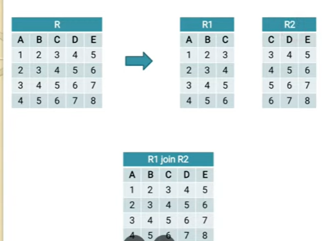 R
A B C D E
1 2 3 4 5
2 3 4 5 6
3 4 5 6 7
4 5 6 7 8
R1
A B C
1 2 3
2 3 4
3 4 5
4 5 6
R2
C D E
3 4 5
4 5 6
5 6 7
6 7 8
R1 join R2
A B C D E
1 2 3 4 5
2 3 4 5 6
3 4 5 6 7
4 5 6 7 8